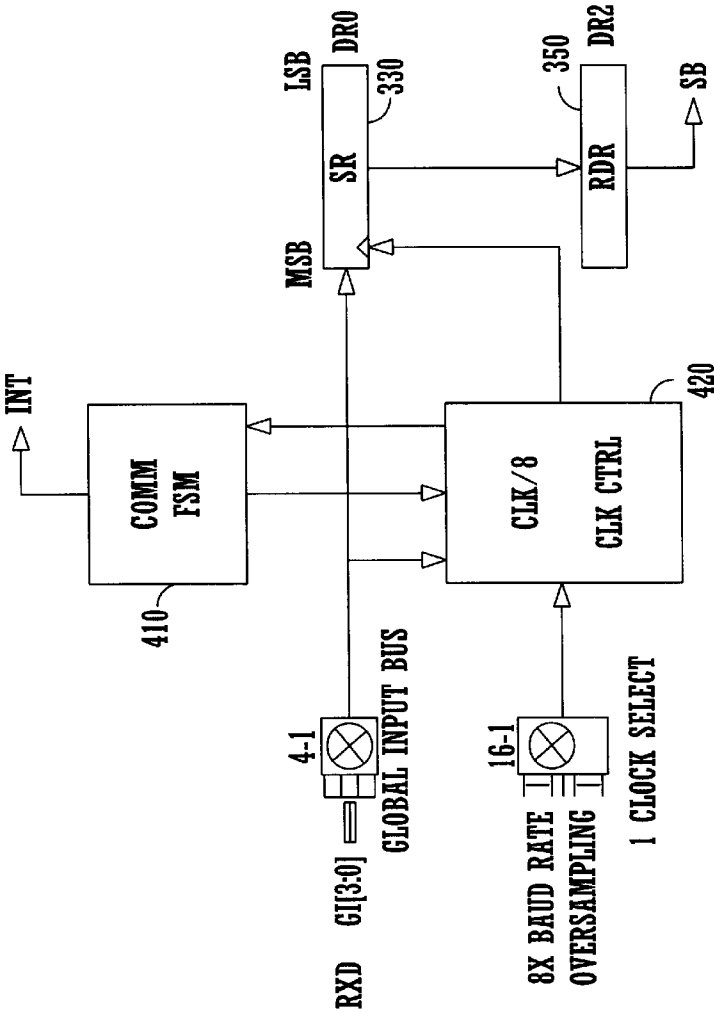 INT
COMM
FSM
410
MSB
LSB
SR
DR0
330
RDR
350
DR2
SB
4-1
RXD GI[3:0]
GLOBAL INPUT BUS
CLK/8
CLK CTRL
420
16-1
8X BAUD RATE
OVERSAMPLING
1 CLOCK SELECT